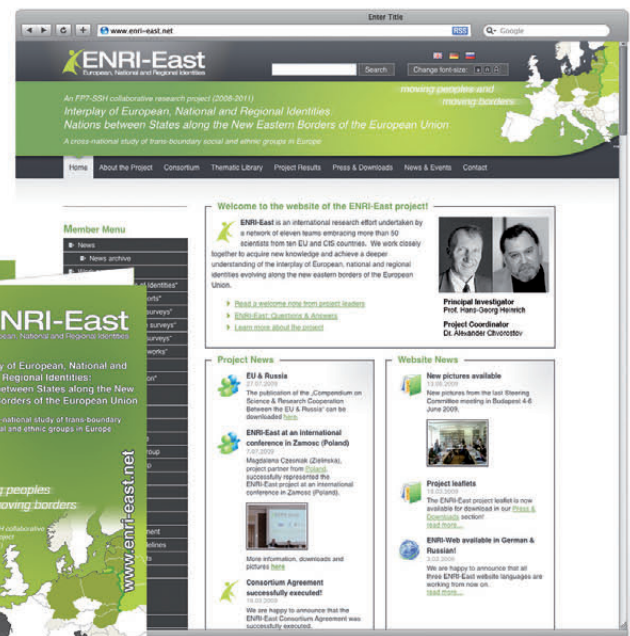 Enter Title
www.enri-east.net
RSS
Google
ENRI-East
European, National and Regional Identities
Search
Change font-size:
An FP7-SSH collaborative research project (2008-2011)
Interplay of European, National and Regional Identities
Nations between States along the New Eastern Borders of the European Union
A cross-national study of trans-boundary social and ethnic groups in Europe
moving peoples and
moving borders
Home About the Project Consortium Thematic Library Project Results Press & Downloads News & Events Contact
Member Menu
News
News archive
Identities"
surveys"
surveys"
surveys"
Welcome to the website of the ENRI-East project!
ENRI-East is an international research effort undertaken by
a network of eleven teams embracing more than 50
scientists from ten EU and CIS countries. We work closely
together to acquire new knowledge and achieve a deeper
understanding of the interplay of European, national and regional
identities evolving along the new eastern borders of the European
Union.
Read a welcome note from project leaders
ENRI-East: Questions & Answers
Learn more about the project
Principal Investigator
Prof. Hans-Georg Heinrich
Project Coordinator
Dr. Alexander Chvorostov
Project News
EU & Russia
27.07.2009
The publication of the „Compendium on
Science & Research Cooperation
Between the EU & Russia' can be
downloaded here.
ENRI-East at an international
conference in Zamosc (Poland)
7.07.2009
Magdalena Czesniak (Zielinska),
project partner from Poland,
successfully represented the
ENRI-East project at an international
conference in Zamosc (Poland).
More information, downloads and
pictures here
Consortium Agreement
successfully executed!
We are happy to announce that the
ENRI-East Consortium Agreement was
successfully executed.
Website News
New pictures available
New pictures from the last Steering
Committee meeting in Budapest 4-6
June 2009.
Project leaflets
The ENRI-East project leaflet is now
available for download in our Press &
Downloads section!
read more...
ENRI-Web available in German &
Russian!
We are happy to announce that all
three ENRI-East website languages are
working from now on.
read more...
NRI-East
European, National and Regional Identities
y of European, National and
Regional Identities:
etween States along the New
orders of the European Union
-national study of trans-boundary
al and ethnic groups in Europe
g peoples
oving borders
www.enri-east.net